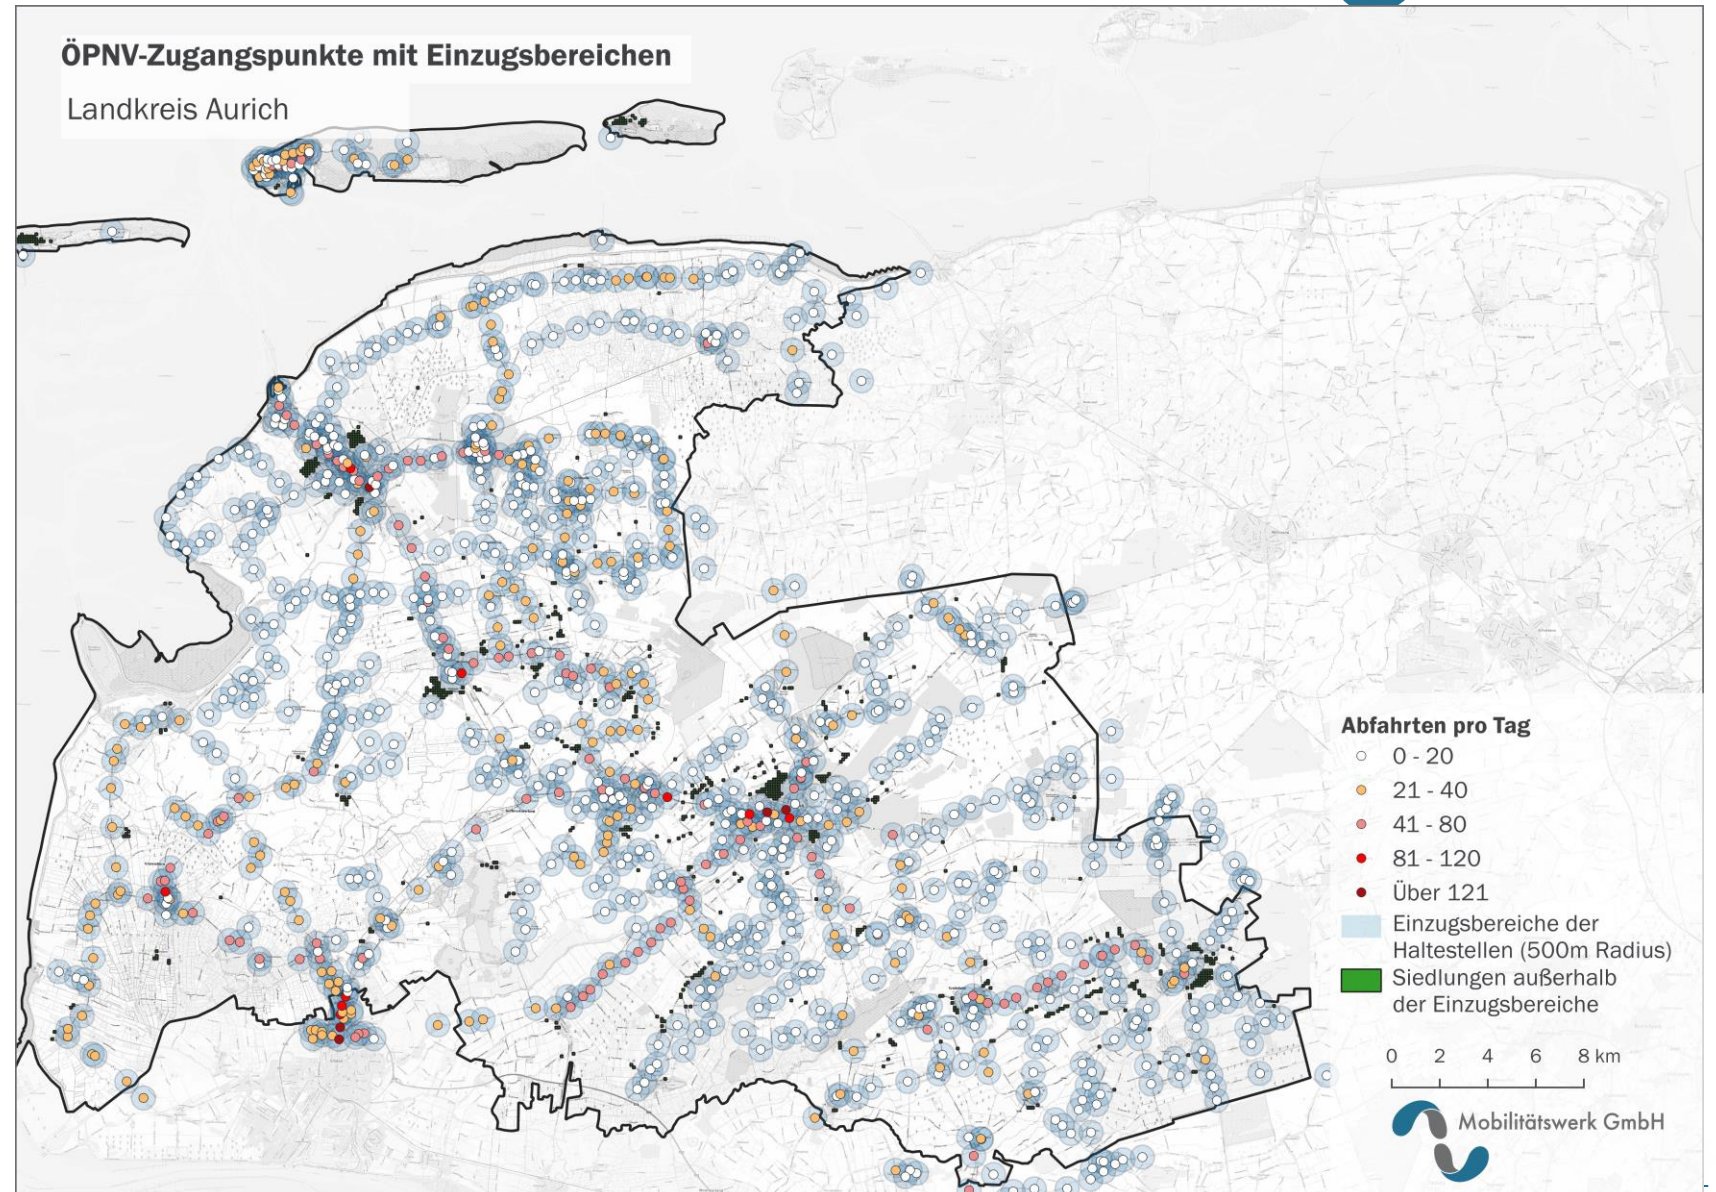 ÖPNV-Zugangspunkte mit Einzugsbereichen
Landkreis Aurich
Abfahrten pro Tag
0 - 20
21 - 40
41 - 80
81 - 120
Über 121
Einzugsbereiche der
Haltestellen (500m Radius)
Siedlungen außerhalb
der Einzugsbereiche
0 2 4 6 8 km
Mobilitätswerk GmbH